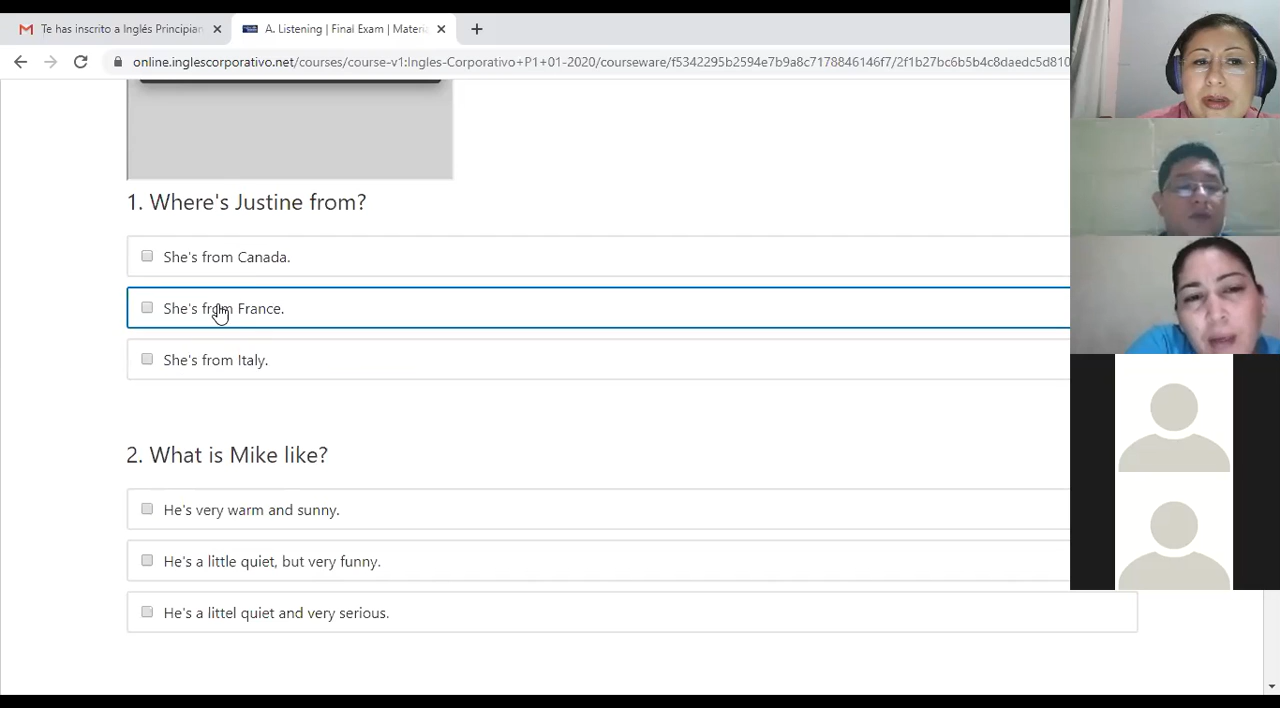 Te has inscrito a Inglés Principian
A. Listening | Final Exam | Materia
online.inglescorporativo.net/courses/course-v1:Ingles-Corporativo+P1+01-2020/courseware/f5342295b2594e7b9a8c7178846146f7/2f1b27bc6b5b4c8daedc5d810
1. Where's Justine from?
She's from Canada.
She's from France.
She's from Italy.
2. What is Mike like?
He's very warm and sunny.
He's a little quiet, but very funny.
He's a littel quiet and very serious.